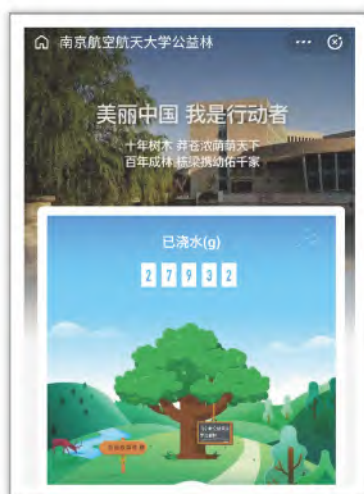 南京航空航天大学公益林
美丽中国 我是行动者
十年树木 莽苍浓荫萌天下
百年成林 栋梁携幼佑千家
已浇水(g)
27932